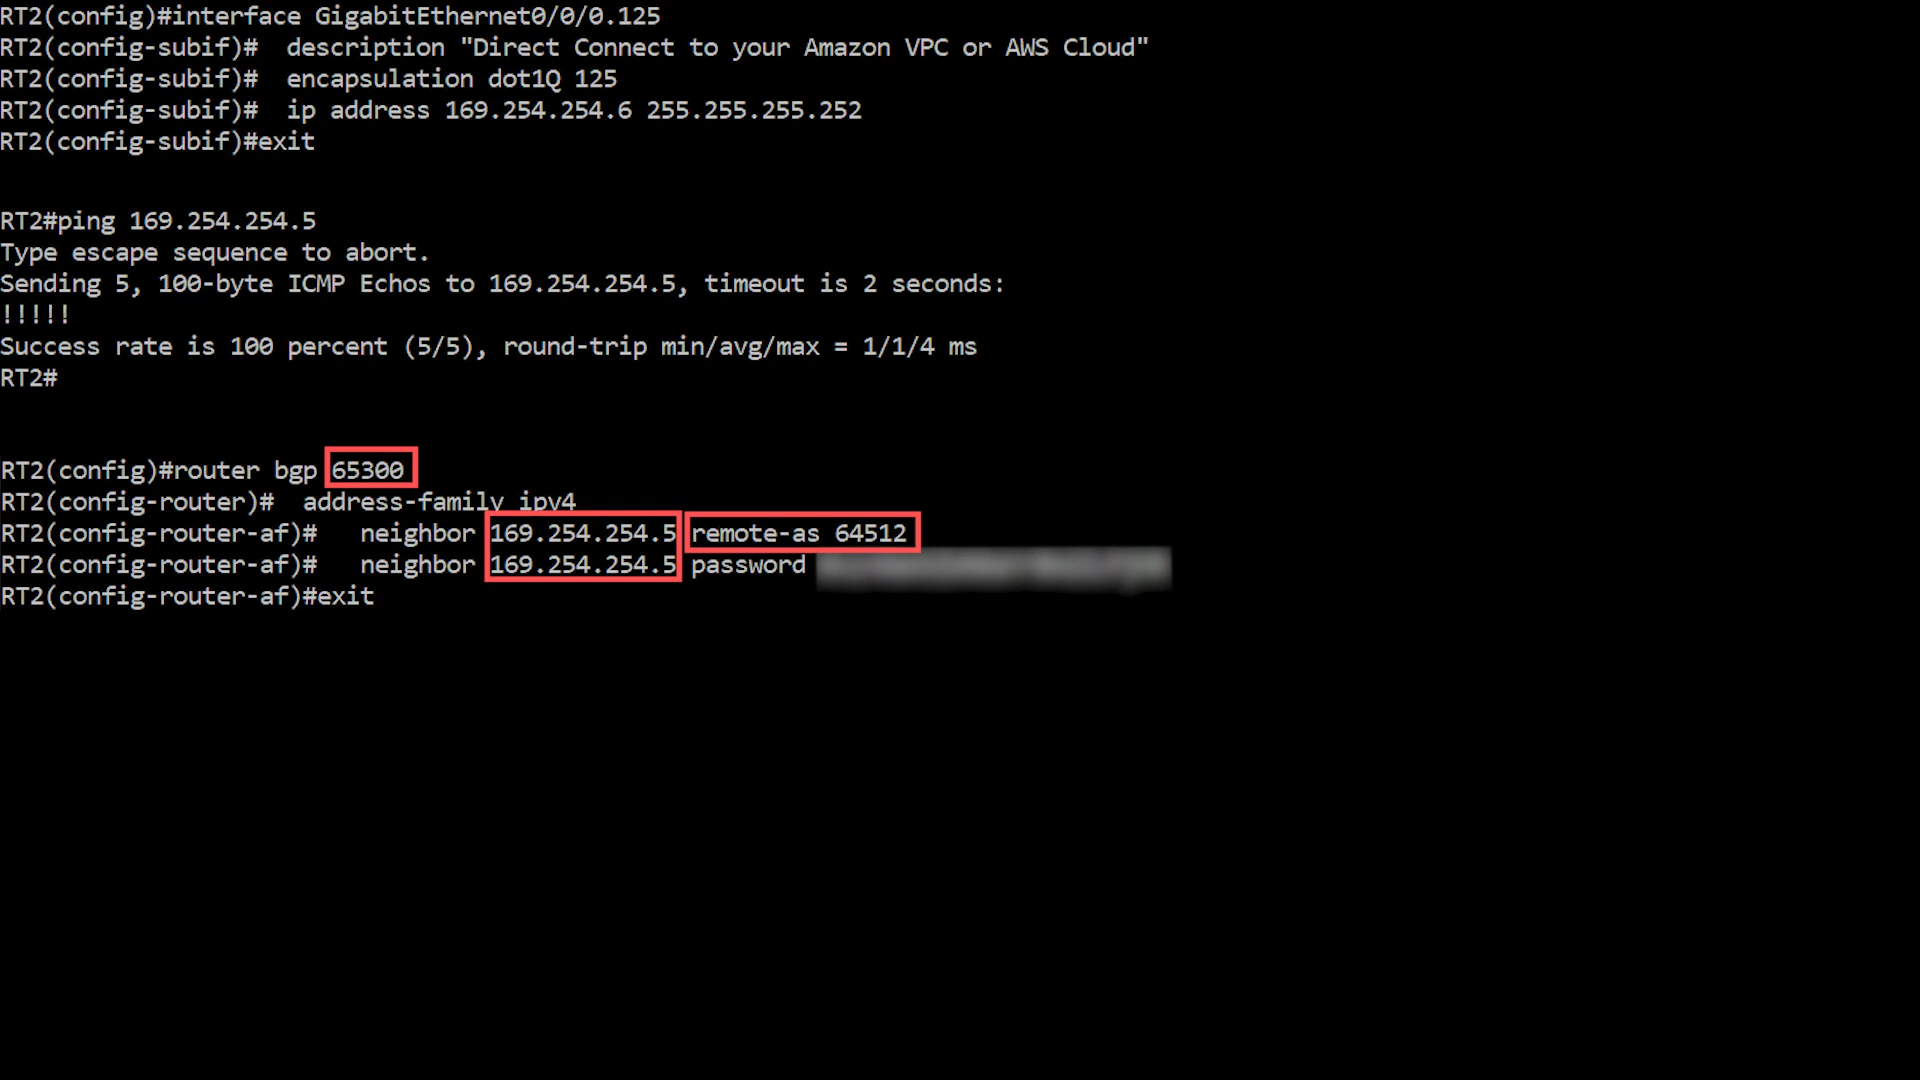 RT2(config)#interface GigabitEthernet0/0/0.125
RT2(config-subif)#  description "Direct Connect to your Amazon VPC or AWS Cloud"
RT2(config-subif)#  encapsulation dot1Q 125
RT2(config-subif)#  ip address 169.254.254.6 255.255.255.252
RT2(config-subif)#exit
RT2#ping 169.254.254.5
Type escape sequence to abort.
Sending 5, 100-byte ICMP Echos to 169.254.254.5, timeout is 2 seconds:
!!!!!
Success rate is 100 percent (5/5), round-trip min/avg/max = 1/1/4 ms
RT2#
RT2(config)#router bgp 65300
RT2(config-router)#  address-family ipv4
RT2(config-router-af)#   neighbor 169.254.254.5 remote-as 64512
RT2(config-router-af)#   neighbor 169.254.254.5 password
RT2(config-router-af)#exit